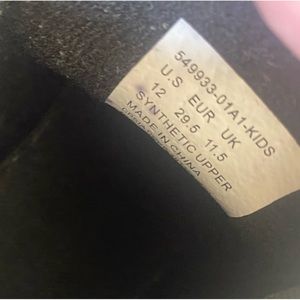 549933-01A1-KIDS
U.S EUR UK
12 29.5 11.5
SYNTHETIC UPPER
MADE IN CHINA